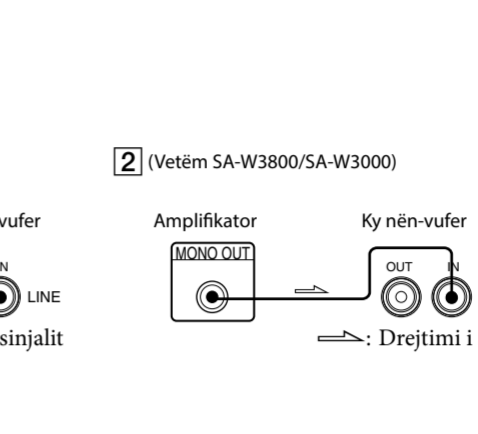 2 (Vetëm SA-W3800/SA-W3000)
vufer
Amplifikator
Ky nën-vufer
MONO OUT
N
OUT
IN
LINE
sinjalit
: Drejtimi i